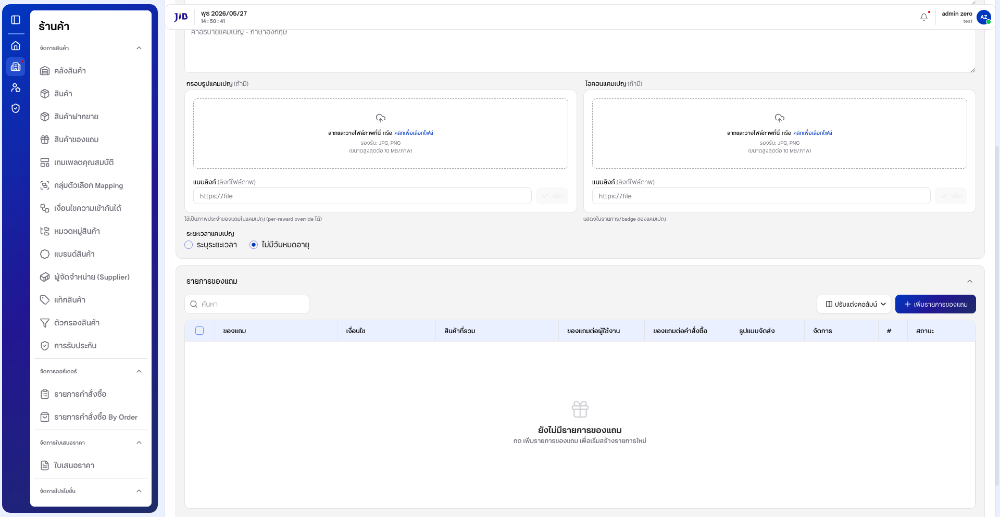 ร้านค้า
จัดการสินค้า
คลังสินค้า
สินค้า
สินค้าฝากขาย
สินค้าของแถม
เทมเพลตคุณสมบัติ
กลุ่มตัวเลือก Mapping
เงื่อนไขความเข้ากันได้
หมวดหมู่สินค้า
แบรนด์สินค้า
ผู้จัดจำหน่าย (Supplier)
แท็กสินค้า
ตัวกรองสินค้า
การรับประกัน
จัดการออร์เดอร์
รายการคำสั่งซื้อ
รายการคำสั่งซื้อ By Order
จัดการใบเสนอราคา
ใบเสนอราคา
จัดการโปรโมชั่น
JIB
พุธ 2026/05/27
14 : 50 : 41
admin zero
test
AZ
คำอธิบายแคมเปญ - ภาษาอังกฤษ
กรอบรูปแคมเปญ (ถ้ามี)
ลากและวางไฟล์ภาพที่นี่ หรือ คลิกเพื่อเลือกไฟล์
รองรับ: JPG, PNG
(ขนาดสูงสุดต่อ 10 MB/ภาพ)
แนบลิงก์ (ลิงก์ไฟล์ภาพ)
https://file
เพิ่ม
ใช้เป็นภาพประจำของแถมในแคมเปญ (per-reward override ได้)
ไอคอนแคมเปญ (ถ้ามี)
ลากและวางไฟล์ภาพที่นี่ หรือ คลิกเพื่อเลือกไฟล์
รองรับ: JPG, PNG
(ขนาดสูงสุดต่อ 10 MB/ภาพ)
แนบลิงก์ (ลิงก์ไฟล์ภาพ)
https://file
เพิ่ม
แสดงในรายการ/badge ของแคมเปญ
ระยะเวลาแคมเปญ
ระบุระยะเวลา
ไม่มีวันหมดอายุ
รายการของแถม
ค้นหา
ปรับแต่งคอลัมน์
เพิ่มรายการของแถม
ของแถม เงื่อนไข สินค้าที่รวม ของแถมต่อผู้ใช้งาน ของแถมต่อคำสั่งซื้อ รูปแบบจัดส่ง จัดการ # สถานะ
ยังไม่มีรายการของแถม
กด เพิ่มรายการของแถม เพื่อเริ่มสร้างรายการใหม่